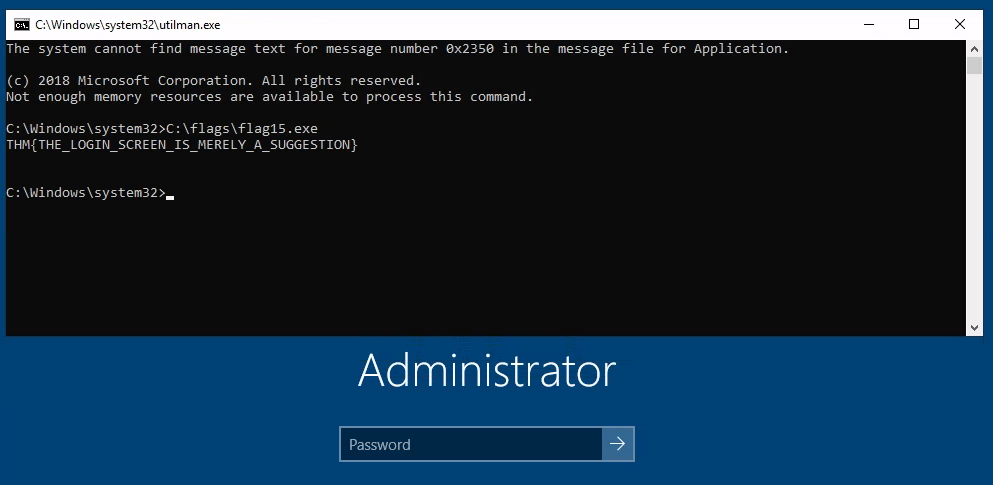 C:\Windows\system32\utilman.exe
The system cannot find message text for message number 0x2350 in the message file for Application.
(c) 2018 Microsoft Corporation. All rights reserved.
Not enough memory resources are available to process this command.
C:\Windows\system32>C:\flags\flag15.exe
THM{THE_LOGIN_SCREEN_IS_MERELY_A_SUGGESTION}
C:\Windows\system32>
Administrator
Password